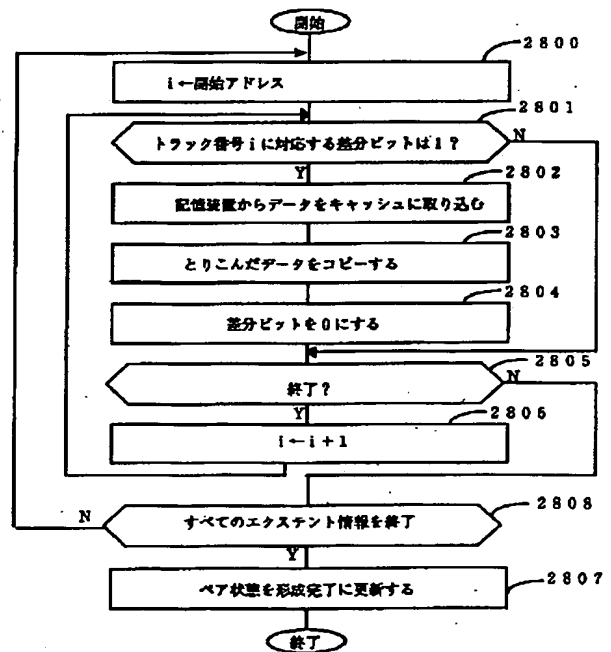 開始
2800
i←開始アドレス
2801
トラック番号iに対応する差分ビットは1?
N
Y
2802
記憶装置からデータをキャッシュに取り込む
2803
とりこんだデータをコピーする
2804
差分ビットを0にする
2805
終了?
N
Y
2806
i←i+1
2808
N
すべてのエクステント情報を終了
Y
2807
ペア状態を形成完了に更新する
終了